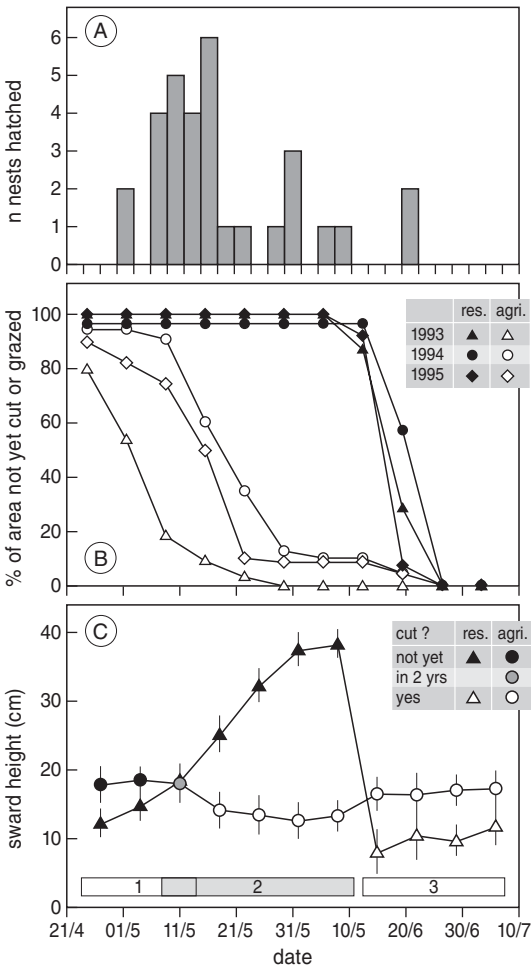 A
n nests hatched
6
5
4
3
2
1
0
B
% of area not yet cut or grazed
100
80
60
40
20
0
res. agri.
1993
1994
1995
C
sward height (cm)
40
30
20
10
0
cut ? res. agri.
not yet
in 2 yrs
yes
1 2 3
21/4 01/5 11/5 21/5 31/5 10/5 20/6 30/6 10/7
date